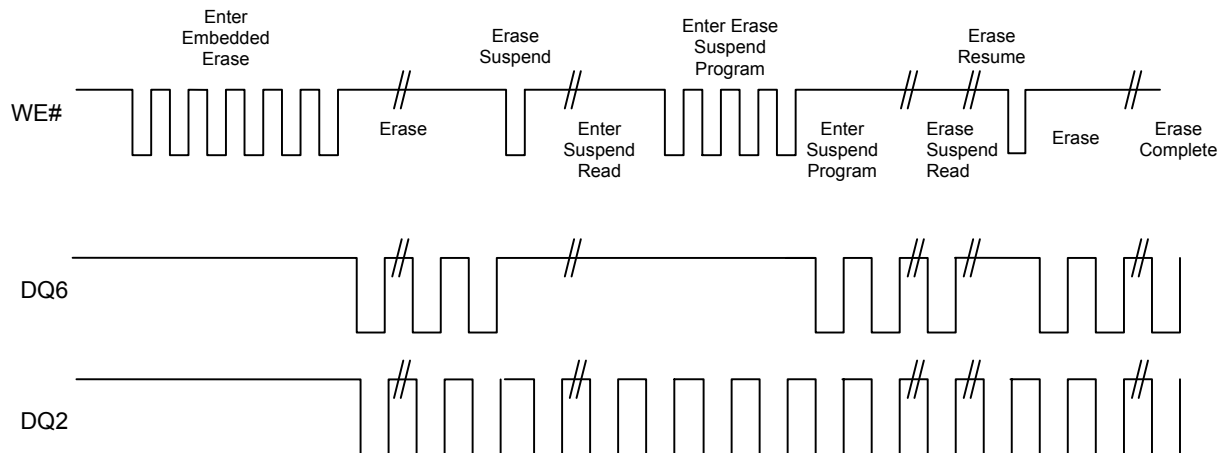 Enter
Embedded
Erase
Erase
Suspend
Enter Erase
Suspend
Program
Erase
Resume
WE#
Erase
Enter
Suspend
Read
Enter
Suspend
Program
Erase
Suspend
Read
Erase
Erase
Complete
DQ6
DQ2